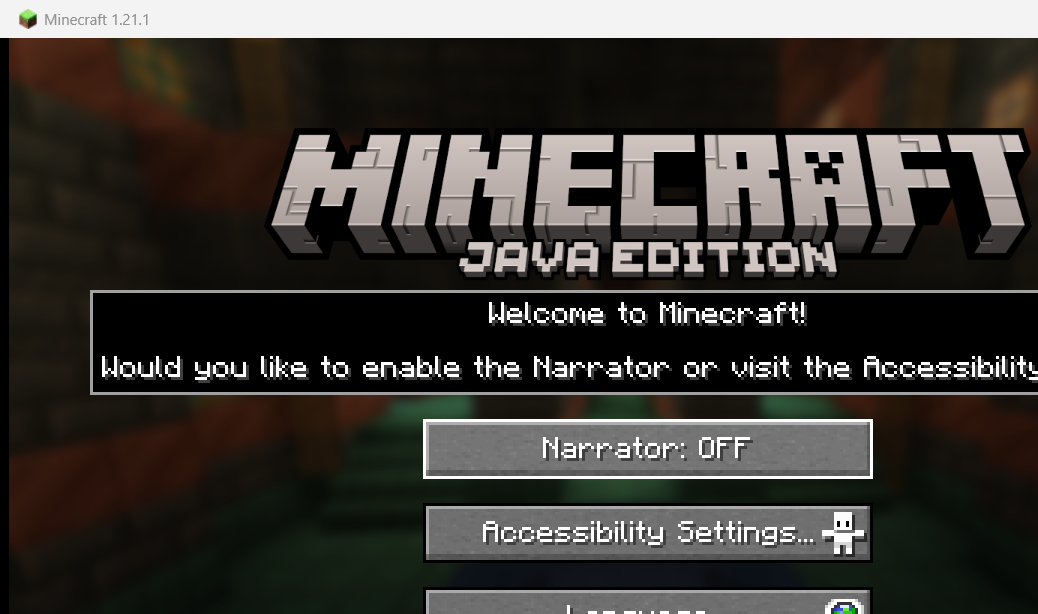 Minecraft 1.21.1
MINECRAFT
JAVA EDITION
Welcome to Minecraft!
Would you like to enable the Narrator or visit the Accessibility
Narrator: OFF
Accessibility Settings...